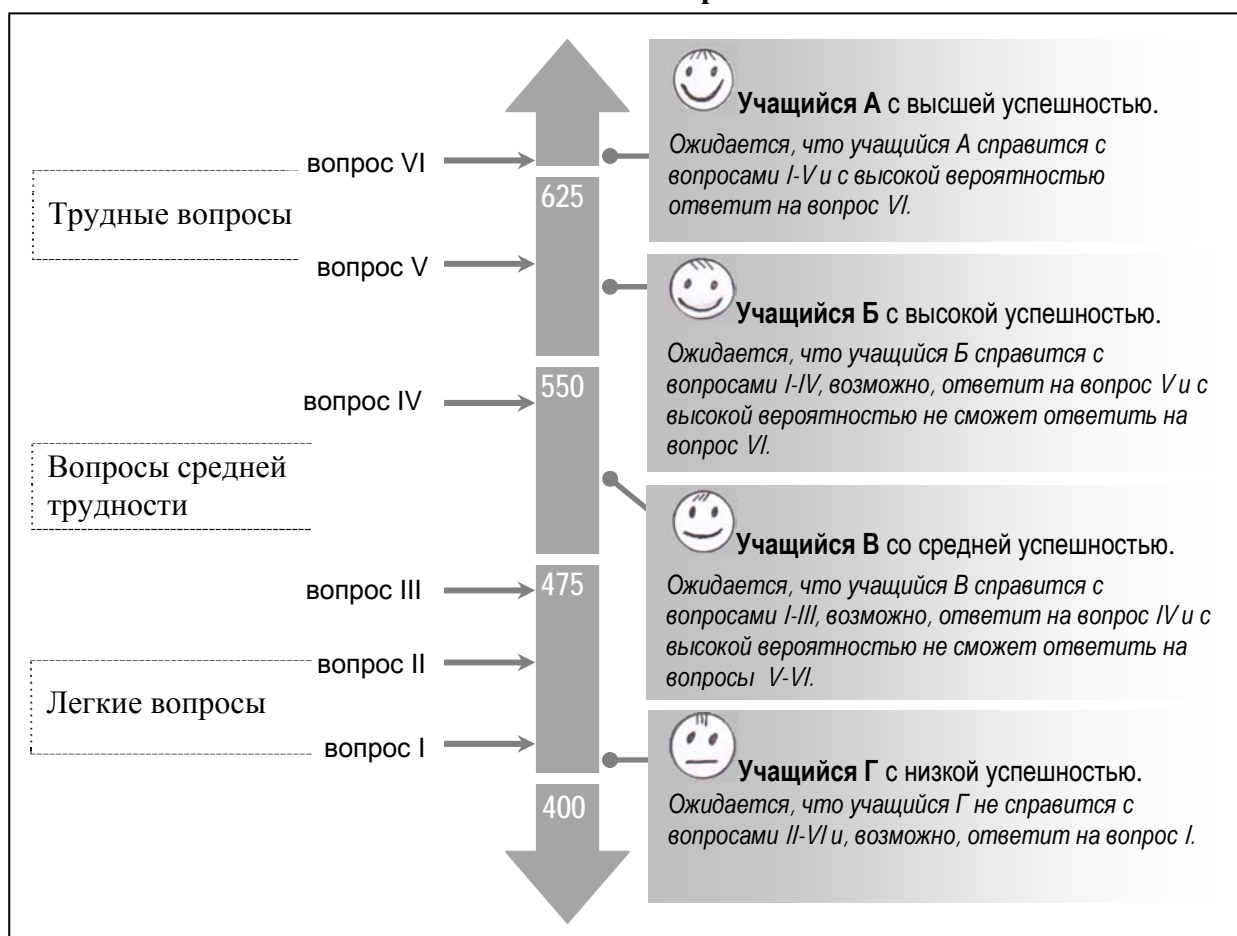 вопрос VI
Трудные вопросы
вопрос V
вопрос IV
Вопросы средней
трудности
вопрос III
вопрос II
Легкие вопросы
вопрос I
625
550
475
400
Учащийся А с высшей успешностью.
Ожидается, что учащийся А справится с
вопросами I-V и с высокой вероятностью
ответит на вопрос VI.
Учащийся Б с высокой успешностью.
Ожидается, что учащийся Б справится с
вопросами I-IV, возможно, ответит на вопрос V и с
высокой вероятностью не сможет ответить на
вопрос VI.
Учащийся В со средней успешностью.
Ожидается, что учащийся В справится с
вопросами I-III, возможно, ответит на вопрос IV и с
высокой вероятностью не сможет ответить на
вопросы V-VI.
Учащийся Г с низкой успешностью.
Ожидается, что учащийся Г не справится с
вопросами II-VI и, возможно, ответит на вопрос I.